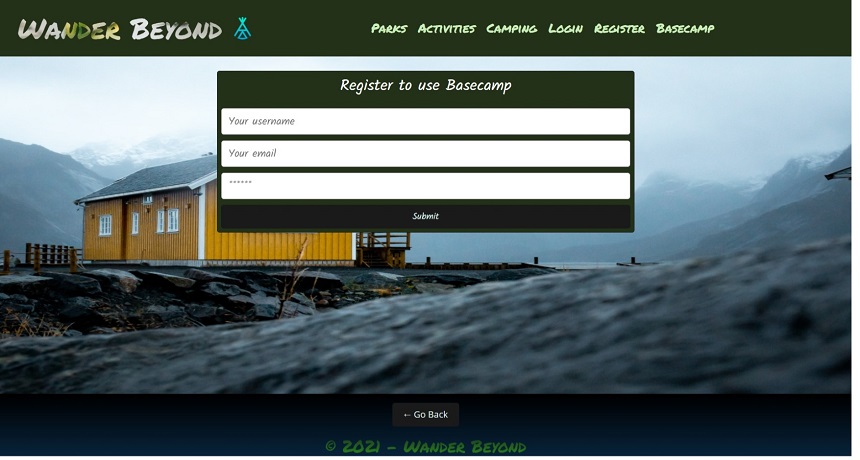 Wander Beyond
Parks Activities Camping Login Register Basecamp
Register to use Basecamp
Your username
Your email
******
Submit
← Go Back
© 2021 - Wander Beyond